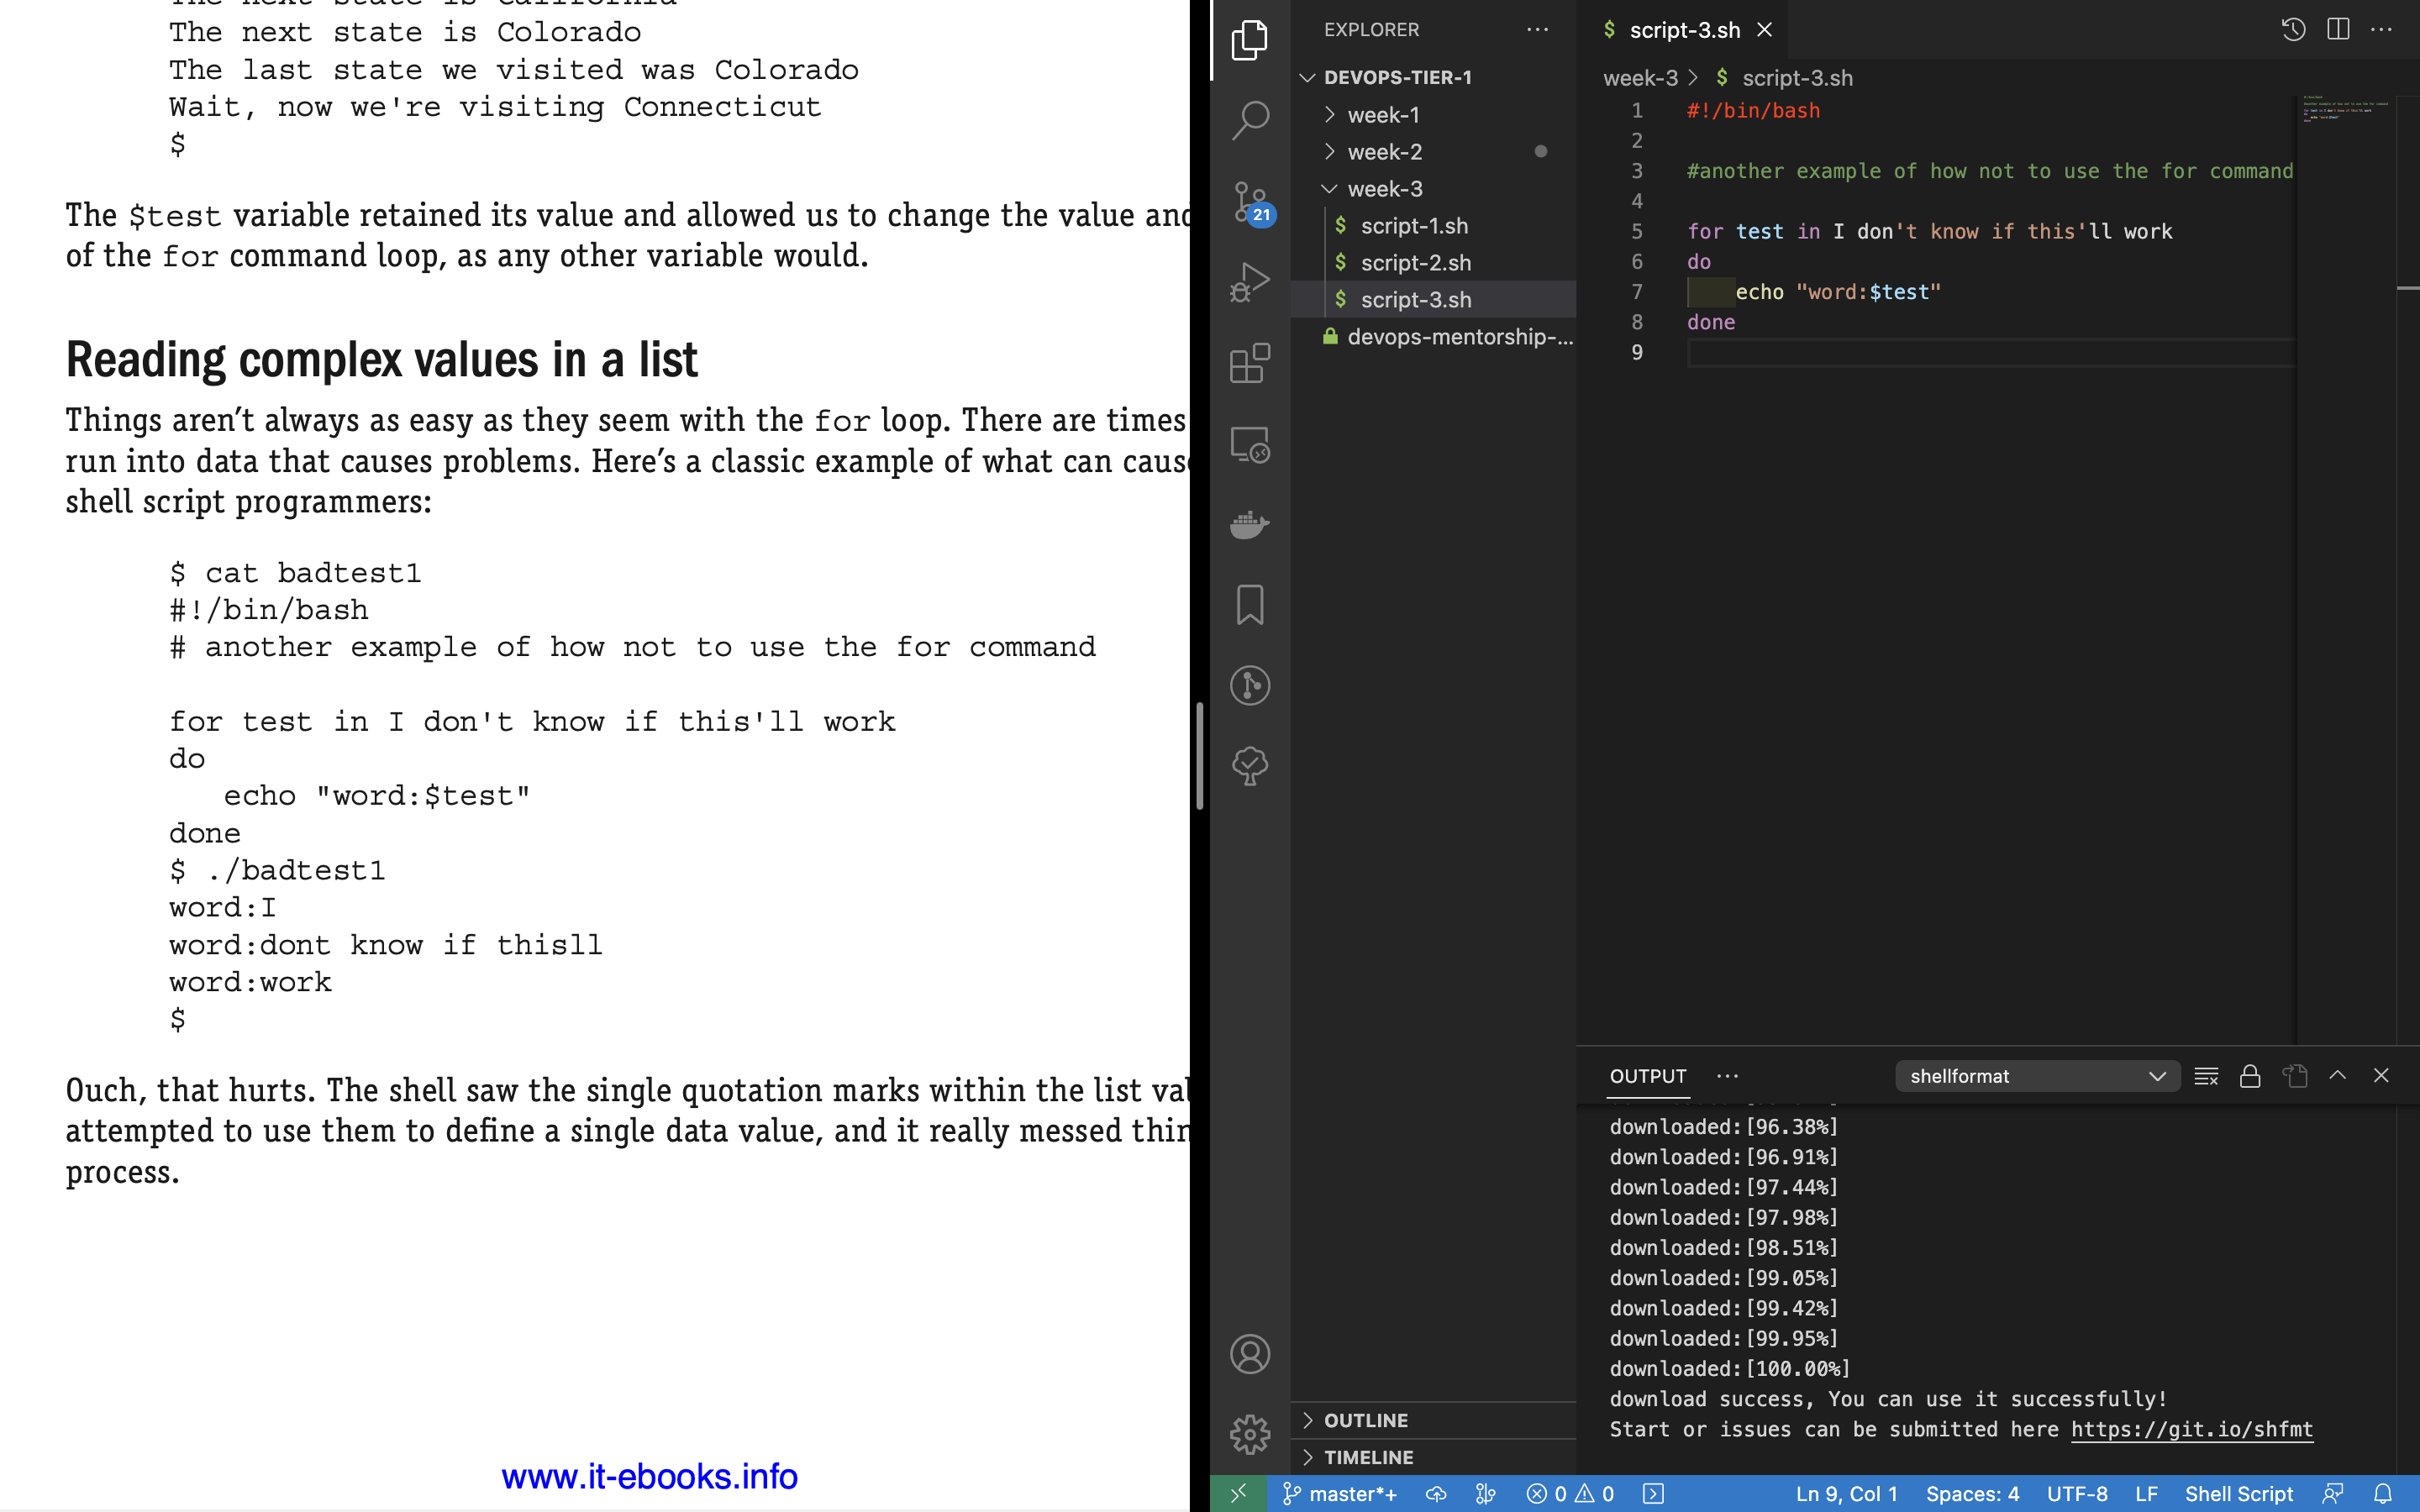 The next state is California
The next state is Colorado
The last state we visited was Colorado
Wait, now we're visiting Connecticut
$
The $test variable retained its value and allowed us to change the value and
of the for command loop, as any other variable would.
Reading complex values in a list
Things aren’t always as easy as they seem with the for loop. There are times
run into data that causes problems. Here’s a classic example of what can cause
shell script programmers:
$ cat badtest1
#!/bin/bash
# another example of how not to use the for command
for test in I don't know if this'll work
do
echo "word:$test"
done
$ ./badtest1
word:I
word:dont know if thisll
word:work
$
Ouch, that hurts. The shell saw the single quotation marks within the list val
attempted to use them to define a single data value, and it really messed thin
process.
www.it-ebooks.info
EXPLORER
DEVOPS-TIER-1
week-1
week-2
week-3
$ script-1.sh
$ script-2.sh
$ script-3.sh
devops-mentorship-...
21
OUTLINE
TIMELINE
$ script-3.sh
week-3 > $ script-3.sh
1 #!/bin/bash
2
3 #another example of how not to use the for command
4
5 for test in I don't know if this'll work
6 do
7 echo "word:$test"
8 done
9
OUTPUT
shellformat
downloaded:[96.38%]
downloaded:[96.91%]
downloaded:[97.44%]
downloaded:[97.98%]
downloaded:[98.51%]
downloaded:[99.05%]
downloaded:[99.42%]
downloaded:[99.95%]
downloaded:[100.00%]
download success, You can use it successfully!
Start or issues can be submitted here https://git.io/shfmt
master*+ 0 0 Ln 9, Col 1 Spaces: 4 UTF-8 LF Shell Script